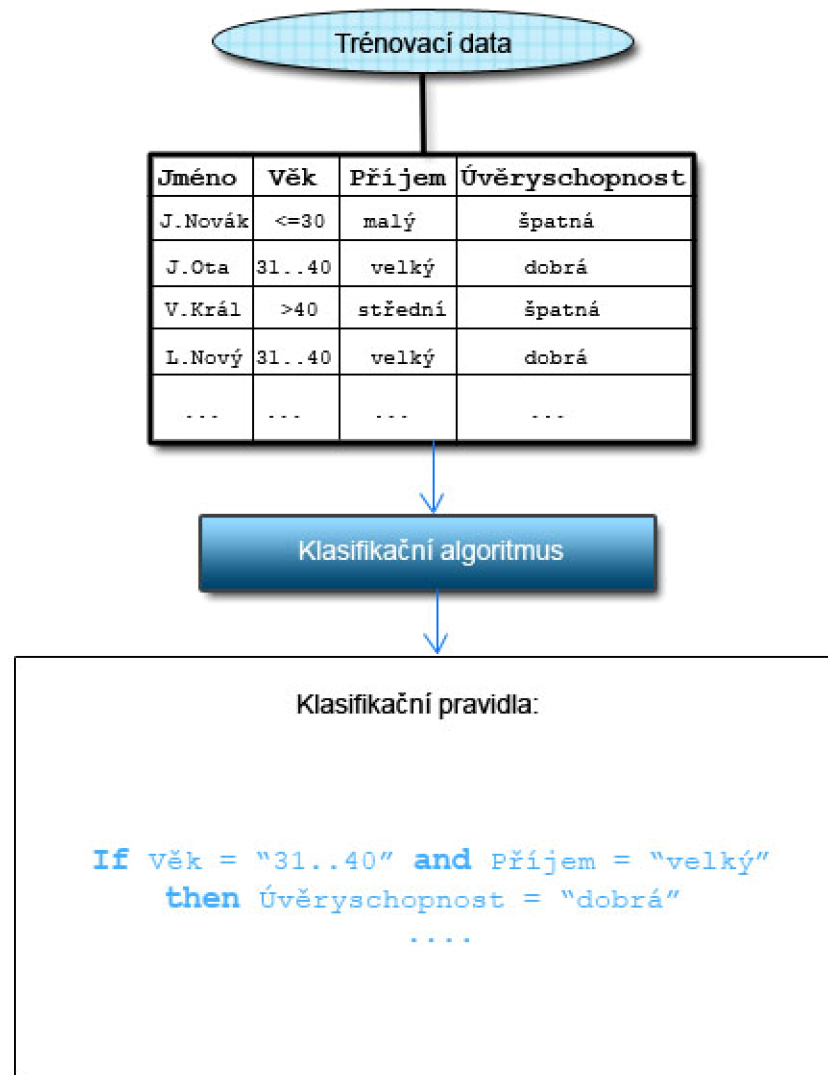 Trénovací data
Jméno Věk Příjem Úvěryschopnost
J.Novák <=30 malý špatná
J.Ota 31..40 velký dobrá
V.Král >40 střední špatná
L.Nový 31..40 velký dobrá
... ... ... ...
Klasifikační algoritmus
Klasifikační pravidla:
If Věk = “31..40” and Příjem = “velký”
then Úvěryschopnost = “dobrá”
....